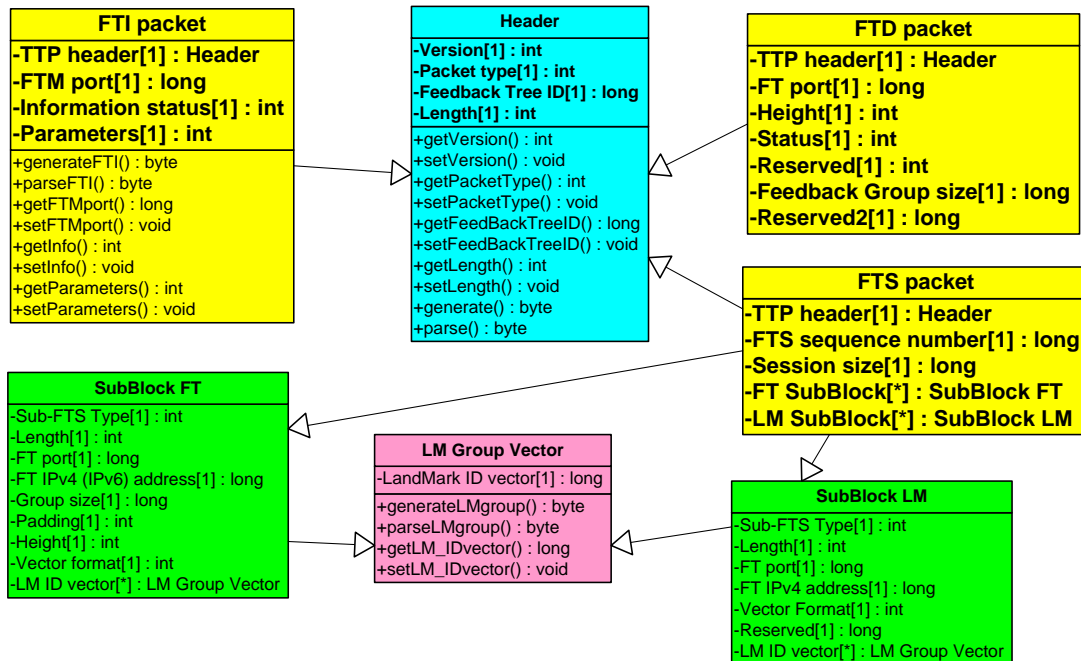 FTI packet
-TTP header[1] : Header
-FTM port[1] : long
-Information status[1] : int
-Parameters[1] : int
+generateFTI() : byte
+parseFTI() : byte
+getFTMport() : long
+setFTMport() : void
+getInfo() : int
+setInfo() : void
+getParameters() : int
+setParameters() : void
Header
-Version[1] : int
-Packet type[1] : int
-Feedback Tree ID[1] : long
-Length[1] : int
+getVersion() : int
+setVersion() : void
+getPacketType() : int
+setPacketType() : void
+getFeedBackTreeID() : long
+setFeedBackTreeID() : void
+getLength() : int
+setLength() : void
+generate() : byte
+parse() : byte
FTD packet
-TTP header[1] : Header
-FT port[1] : long
-Height[1] : int
-Status[1] : int
-Reserved[1] : int
-Feedback Group size[1] : long
-Reserved2[1] : long
FTS packet
-TTP header[1] : Header
-FTS sequence number[1] : long
-Session size[1] : long
-FT SubBlock[*] : SubBlock FT
-LM SubBlock[*] : SubBlock LM
SubBlock FT
-Sub-FTS Type[1] : int
-Length[1] : int
-FT port[1] : long
-FT IPv4 (IPv6) address[1] : long
-Group size[1] : long
-Padding[1] : int
-Height[1] : int
-Vector format[1] : int
-LM ID vector[*] : LM Group Vector
LM Group Vector
-LandMark ID vector[1] : long
+generateLMgroup() : byte
+parseLMgroup() : byte
+getLM_IDvector() : long
+setLM_IDvector() : void
SubBlock LM
-Sub-FTS Type[1] : int
-Length[1] : int
-FT port[1] : long
-FT IPv4 address[1] : long
-Vector Format[1] : int
-Reserved[1] : long
-LM ID vector[*] : LM Group Vector